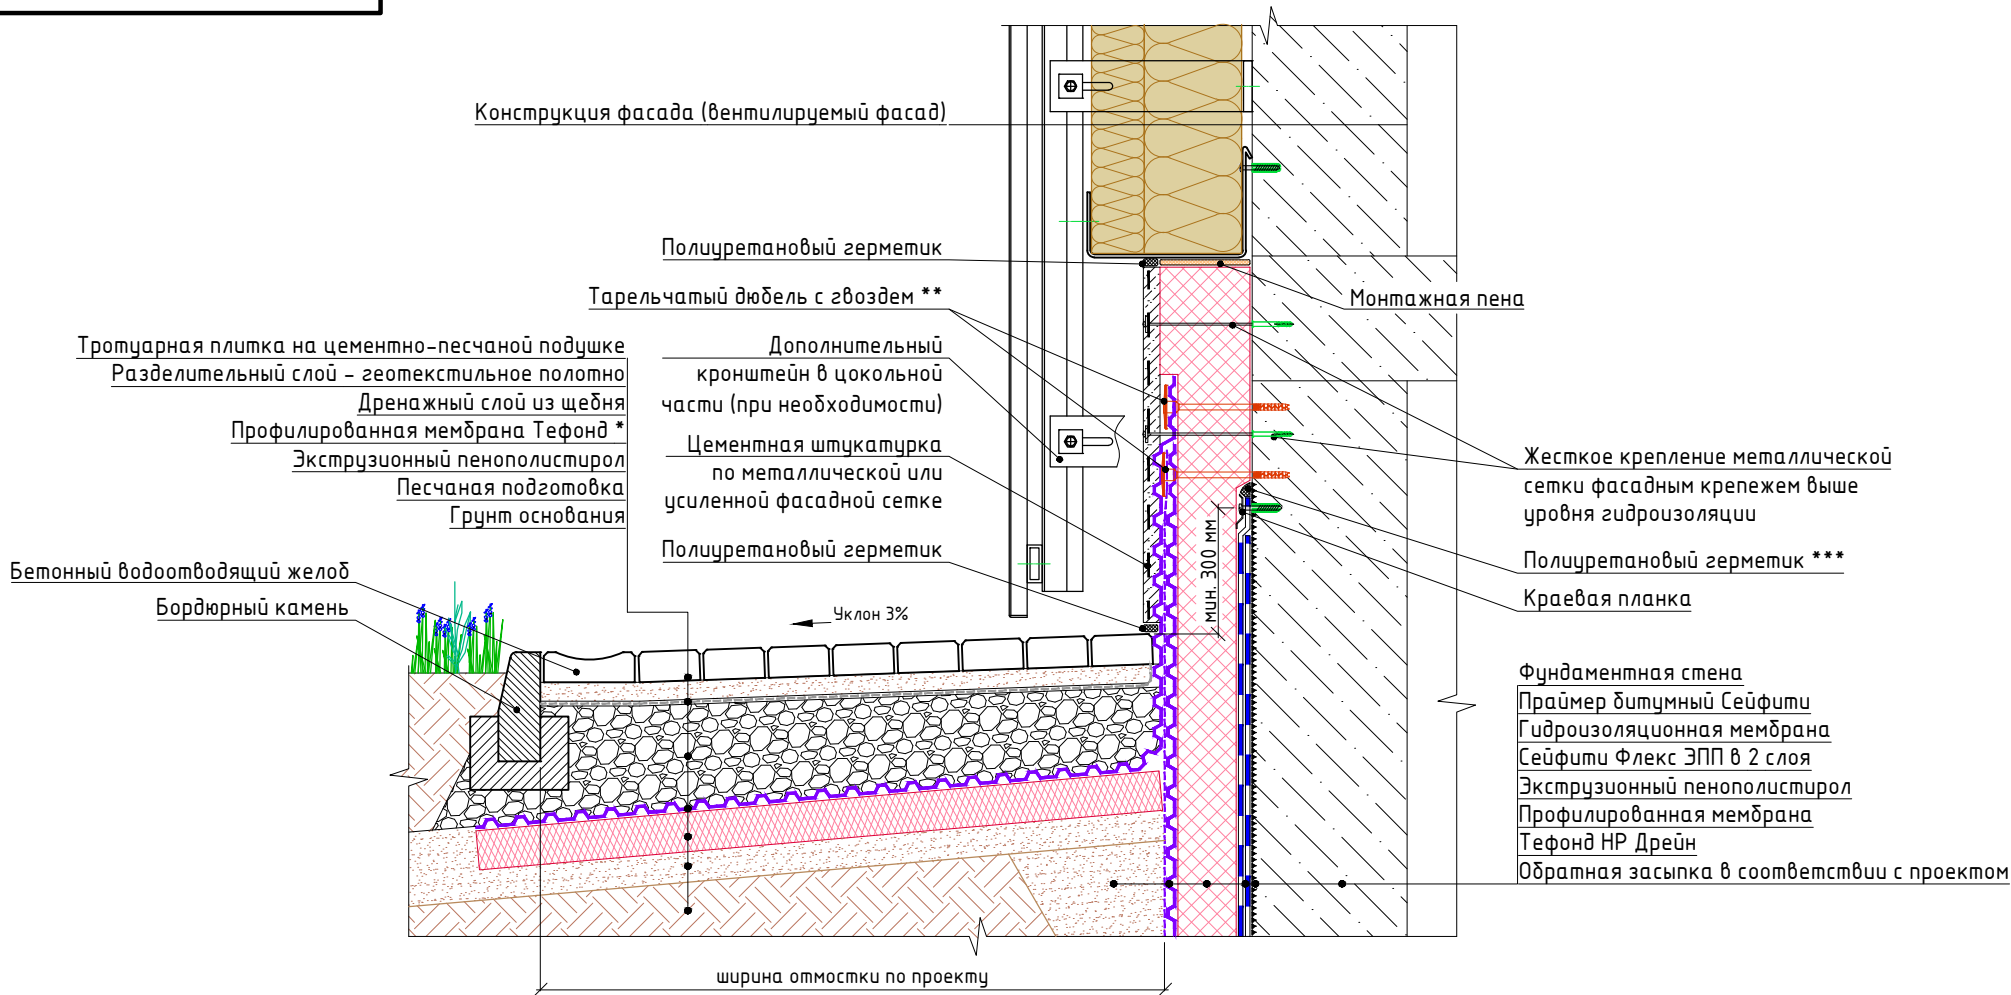 Конструкция фасада (вентилируемый фасад)
Полиуретановый герметик
Тарельчатый дюбель с гвоздем **
Монтажная пена
Тротуарная плитка на цементно-песчаной подушке
Разделительный слой - геотекстильное полотно
Дренажный слой из щебня
Профилированная мембрана Тефонд *
Экструзионный пенополистирол
Песчаная подготовка
Грунт основания
Дополнительный
кронштейн в цокольной
части (при необходимости)
Цементная штукатурка
по металлической или
усиленной фасадной сетке
Полиуретановый герметик
Жесткое крепление металлической
сетки фасадным крепежем выше
уровня гидроизоляции
Полиуретановый герметик ***
Краевая планка
Бетонный водоотводящий желоб
Бордюрный камень
Уклон 3%
мин. 300 мм
Фундаментная стена
Праймер битумный Сейфити
Гидроизоляционная мембрана
Сейфити Флекс ЭПП в 2 слоя
Экструзионный пенополистирол
Профилированная мембрана
Тефонд НР Дрейн
Обратная засыпка в соответствии с проектом
ширина отмостки по проекту